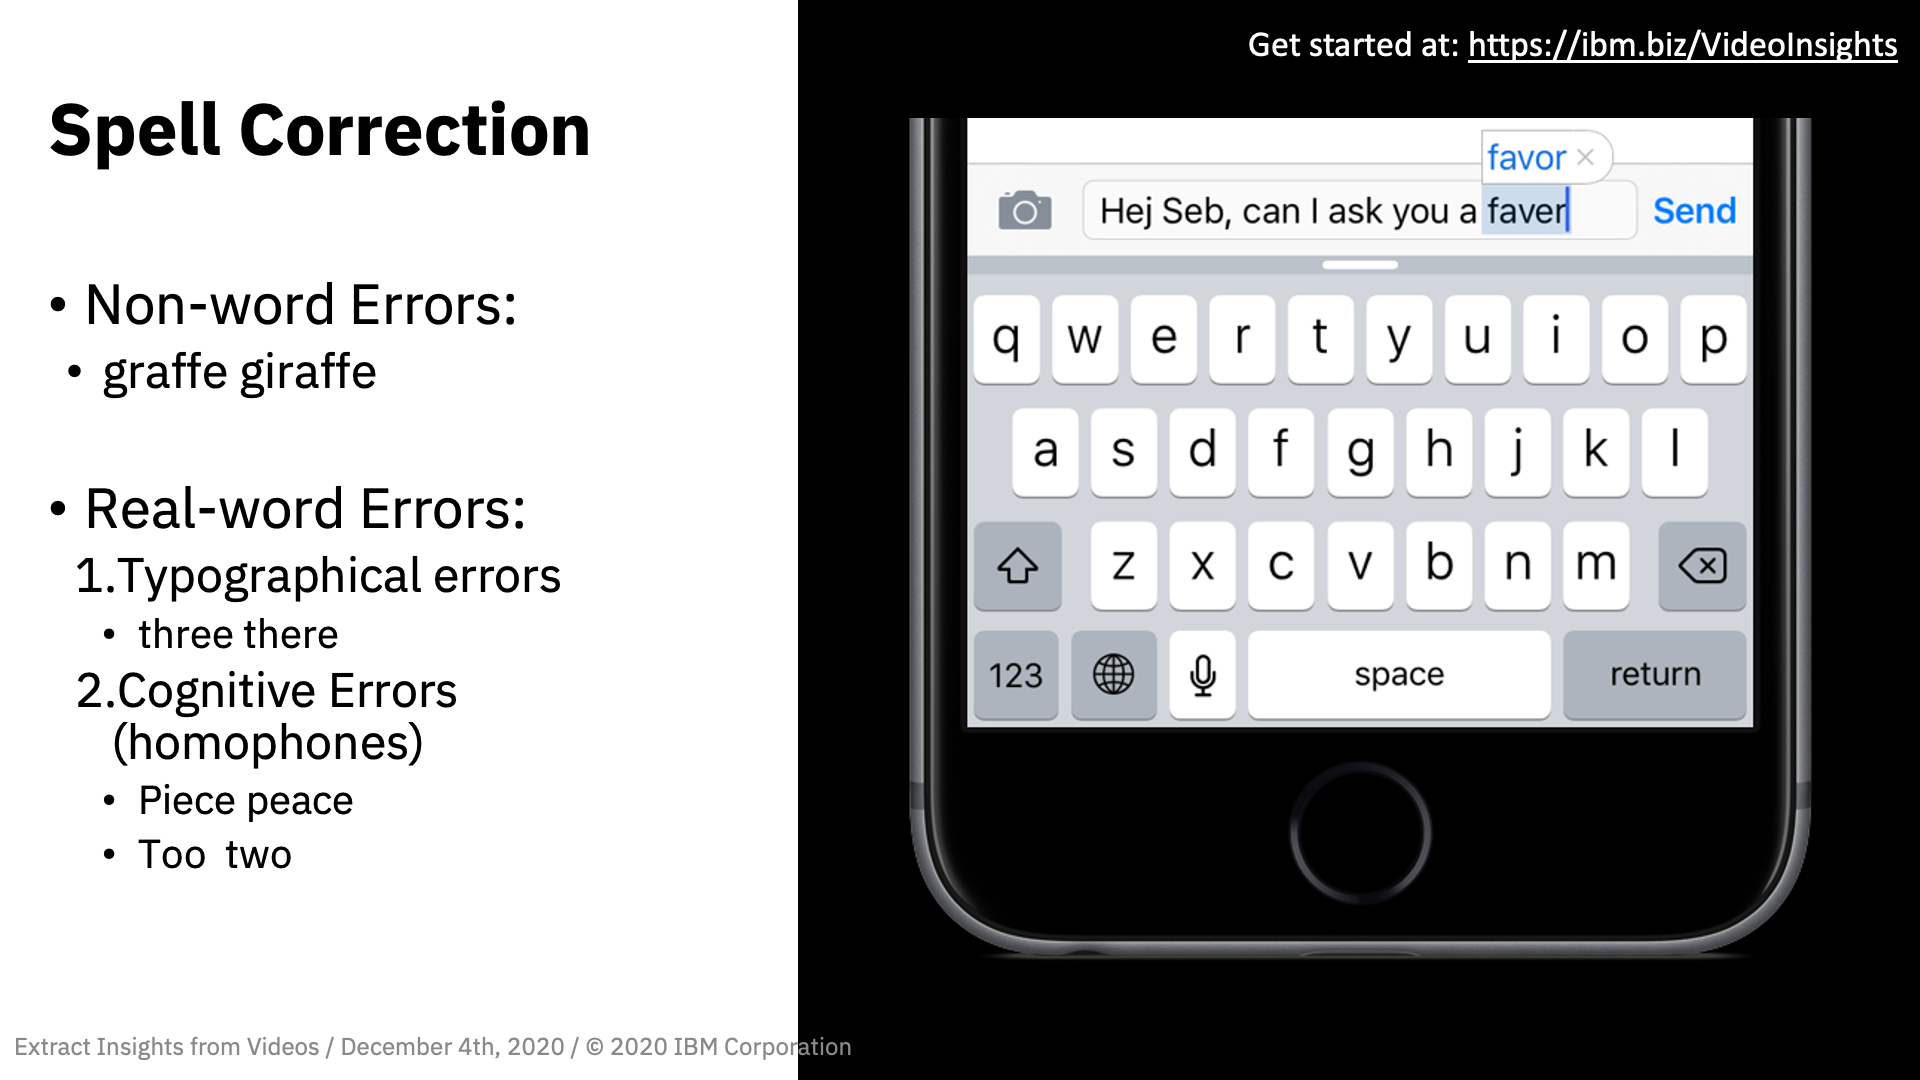 Get started at: https://ibm.biz/VideoInsights
Spell Correction
• Non-word Errors:
• graffe giraffe
• Real-word Errors:
1.Typographical errors
• three there
2.Cognitive Errors
(homophones)
• Piece peace
• Too two
favor ×
Hej Seb, can I ask you a faver
Send
q w e r t y u i o p
a s d f g h j k l
z x c v b n m
123 space return
Extract Insights from Videos / December 4th, 2020 / © 2020 IBM Corporation